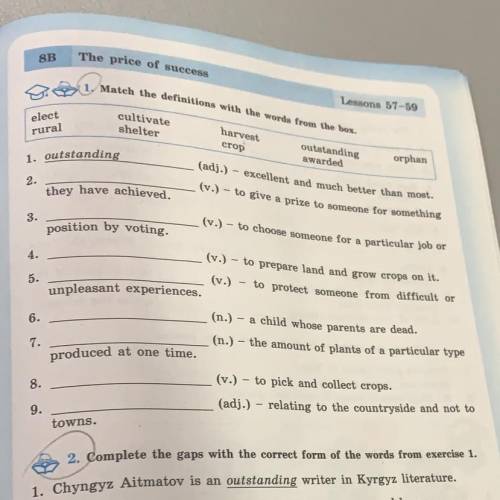 8B The price of success
Lessons 57–59
1. Match the definitions with the words from the box.
elect cultivate harvest outstanding orphan
rural shelter crop awarded
1. outstanding (adj.) – excellent and much better than most.
2. (v.) – to give a prize to someone for something
they have achieved.
3. (v.) – to choose someone for a particular job or
position by voting.
4. (v.) – to prepare land and grow crops on it.
5. (v.) – to protect someone from difficult or
unpleasant experiences.
6. (n.) – a child whose parents are dead.
7. (n.) – the amount of plants of a particular type
produced at one time.
8. (v.) – to pick and collect crops.
9. (adj.) – relating to the countryside and not to
towns.
2. Complete the gaps with the correct form of the words from exercise 1.
1. Chyngyz Aitmatov is an outstanding writer in Kyrgyz literature.